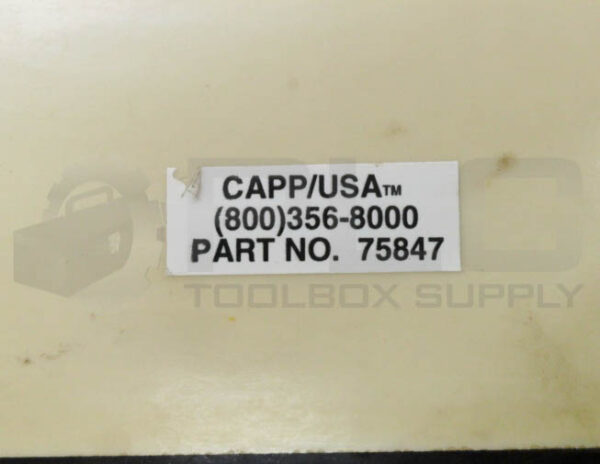 CAPP/USA™
(800)356-8000
PART NO. 75847
TOOLBOX SUPPLY